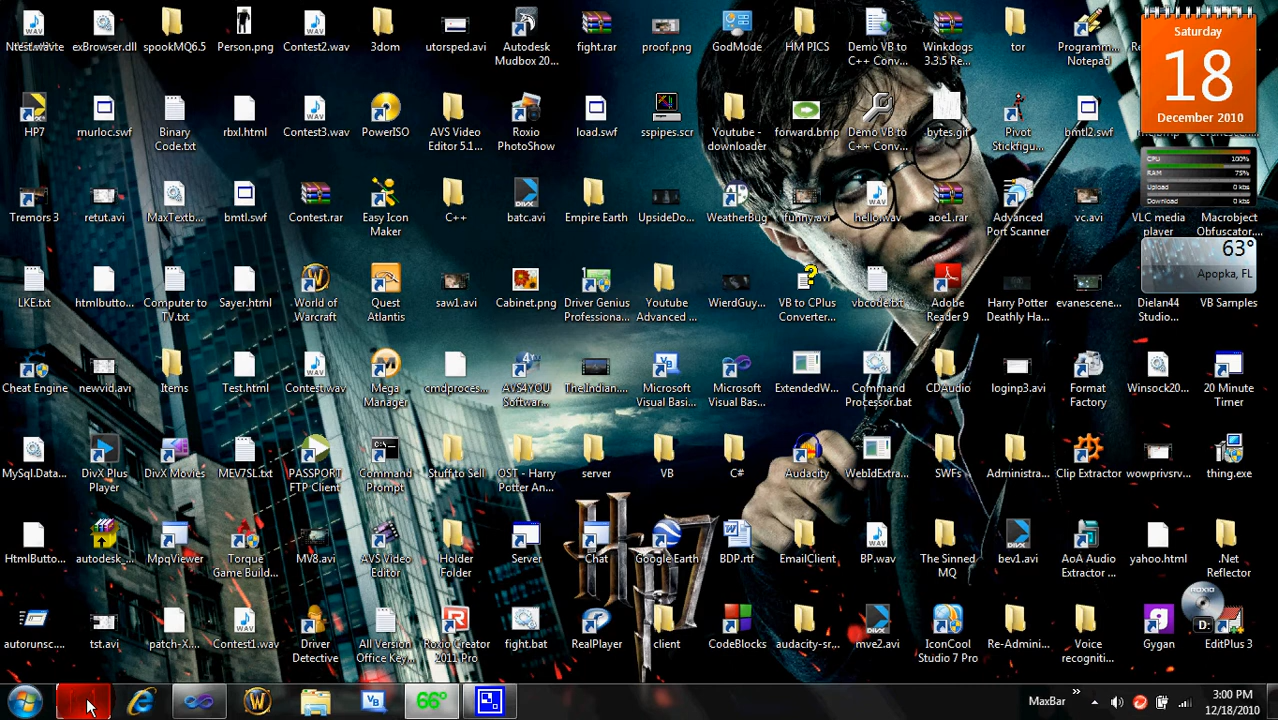 Ntest.write
exBrowser.dll
spookMQ6.5
Person.png
Contest2.wav
3dom
utorsped.avi
Autodesk
Mudbox 20...
fight.rar
proof.png
GodMode
HM PICS
Demo VB to
C++ Conv...
Winkdogs
3.3.5 Re...
tor
Programm...
Notepad
Saturday
18
December 2010
HP7
murloc.swf
Binary
Code.txt
rbxl.html
Contest3.wav
PowerISO
AVS Video
Editor 5.1...
Roxio
PhotoShow
load.swf
sspipes.scr
Youtube -
downloader
forward.bmp
Demo VB to
C++ Conv...
bytes.gif
Pivot
Stickfigu...
bmtl2.swf
CPU 100%
RAM 75%
Upload 0 kbs
Download 0 kbs
Tremors 3
retut.avi
MaxTextb...
bmtl.swf
Contest.rar
Easy Icon
Maker
C++
batc.avi
Empire Earth
UpsideDo...
WeatherBug
funny.avi
hello.wav
aoe1.rar
Advanced
Port Scanner
vc.avi
VLC media
player
Macrobject
Obfuscator...
63°
Apopka, FL
LKE.txt
htmlbutto...
Computer to
TV.txt
Sayer.html
World of
Warcraft
Quest
Atlantis
saw1.avi
Cabinet.png
Driver Genius
Professiona...
Youtube
Advanced ...
WierdGuy...
VB to CPlus
Converter...
vbcode.txt
Adobe
Reader 9
Harry Potter
Deathly Ha...
evanescen...
Dielan44
Studio...
VB Samples
Cheat Engine
newvid.avi
Items
Test.html
Contest.wav
Mega
Manager
cmdproces...
AVS4YOU
Softwar...
TheIndian....
Microsoft
Visual Basi...
Microsoft
Visual Bas...
ExtendedW...
Command
Processor.bat
CDAudio
loginp3.avi
Format
Factory
Winsock20...
20 Minute
Timer
MySql.Data...
DivX Plus
Player
DivX Movies
MEV7SL.txt
PASSPORT
FTP Client
Command
Prompt
Stuff to Sell
OST - Harry
Potter An...
server
VB
C#
Audacity
WebIdExtra...
SWFs
Administra...
Clip Extractor
wowprivsrv...
thing.exe
HtmlButto...
autodesk_...
MpqViewer
Torque
Game Build...
MV8.avi
AVS Video
Editor
Holder
Folder
Server
Chat
Google Earth
BDP.rtf
EmailClient
BP.wav
The Sinned
MQ
bev1.avi
AoA Audio
Extractor ...
yahoo.html
.Net
Reflector
autorunsc....
tst.avi
patch-X....
Contest1.wav
Driver
Detective
All Version
Office Key...
Roxio Creator
2011 Pro
fight.bat
RealPlayer
client
CodeBlocks
audacity-sr...
mve2.avi
IconCool
Studio 7 Pro
Re-Admini...
Voice
recogniti...
Gygan
ROXIO
D:
EditPlus 3
66°
MaxBar
3:00 PM
12/18/2010